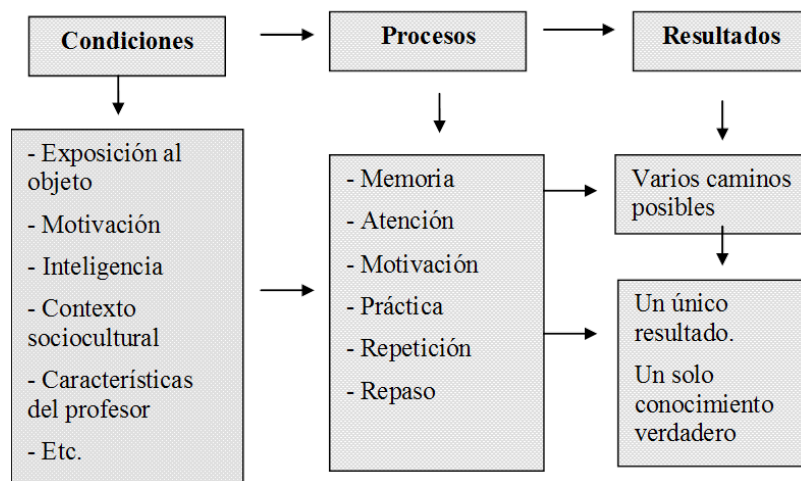 Condiciones
Procesos
Resultados
- Exposición al
objeto
- Motivación
- Inteligencia
- Contexto
sociocultural
- Características
del profesor
- Etc.
- Memoria
- Atención
- Motivación
- Práctica
- Repetición
- Repaso
Varios caminos
posibles
Un único
resultado.
Un solo
conocimiento
verdadero